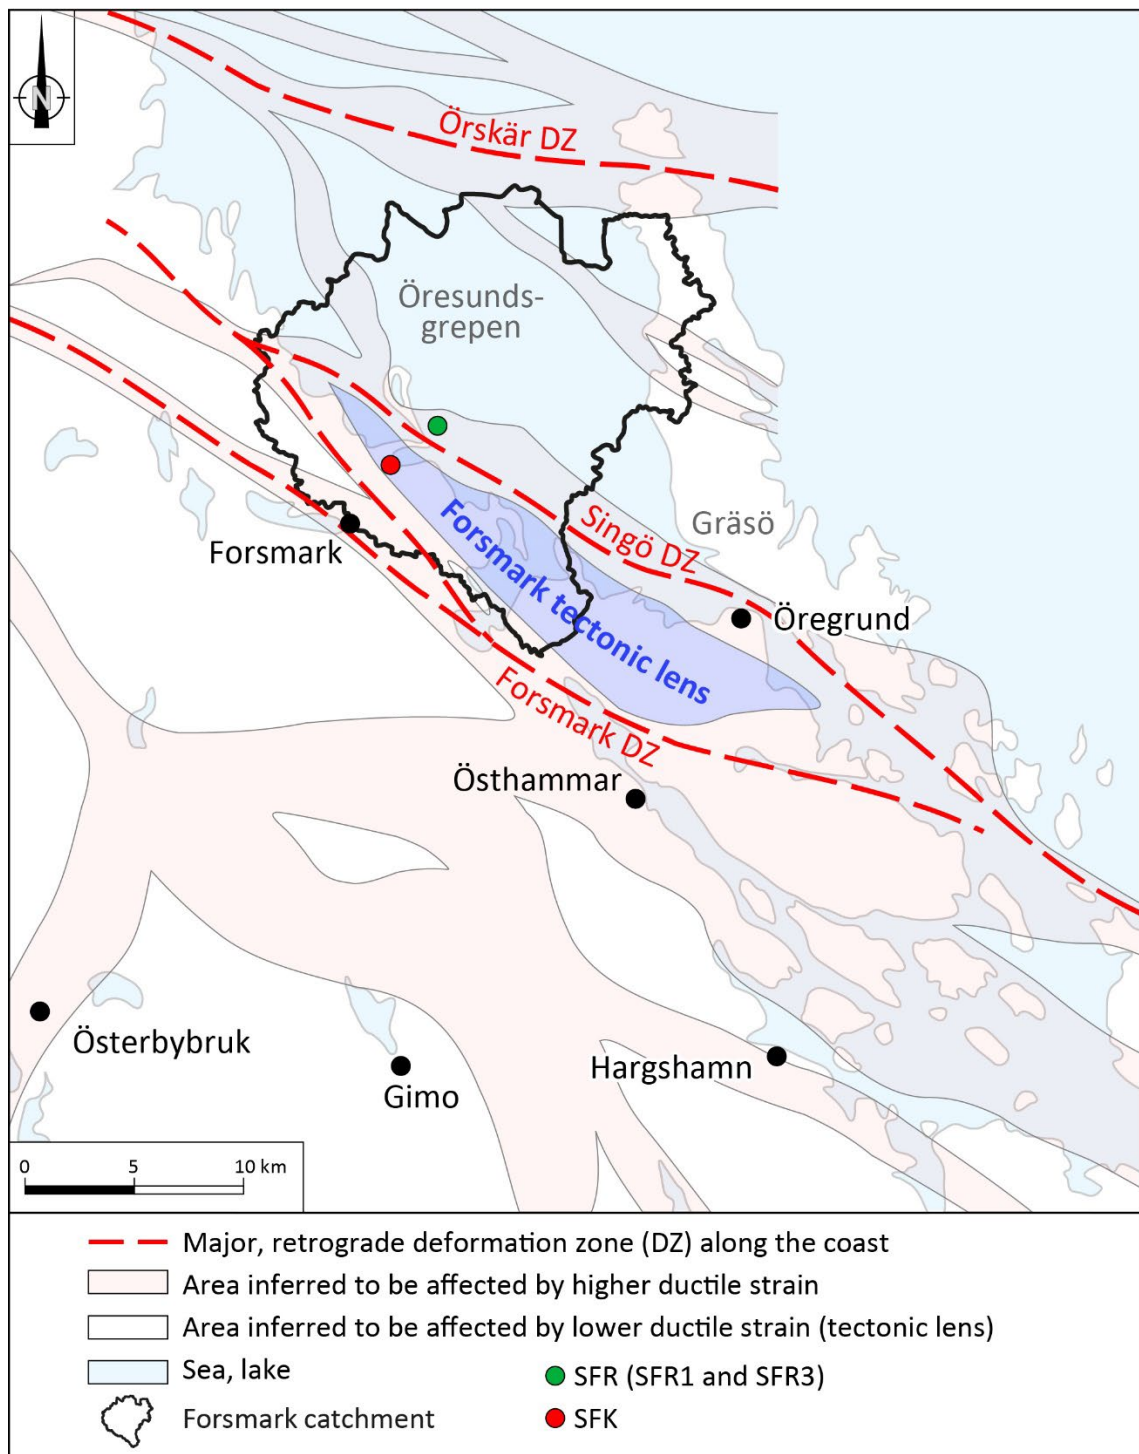 N
Örskär DZ
Öresunds-
grepen
Gräsö
Singö DZ
Forsmark
Forsmark tectonic lens
Öregrund
Forsmark DZ
Östhammar
Österbybruk
Gimo
Hargshamn
0 5 10 km
Major, retrograde deformation zone (DZ) along the coast
Area inferred to be affected by higher ductile strain
Area inferred to be affected by lower ductile strain (tectonic lens)
Sea, lake
SFR (SFR1 and SFR3)
Forsmark catchment
SFK